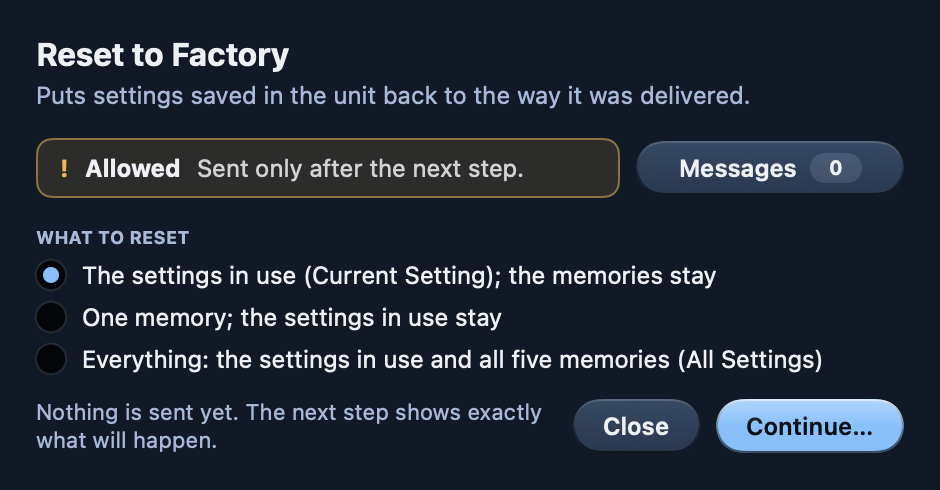 Reset to Factory
Puts settings saved in the unit back to the way it was delivered.
! Allowed Sent only after the next step.
Messages 0
WHAT TO RESET
The settings in use (Current Setting); the memories stay
One memory; the settings in use stay
Everything: the settings in use and all five memories (All Settings)
Nothing is sent yet. The next step shows exactly
what will happen.
Close
Continue...